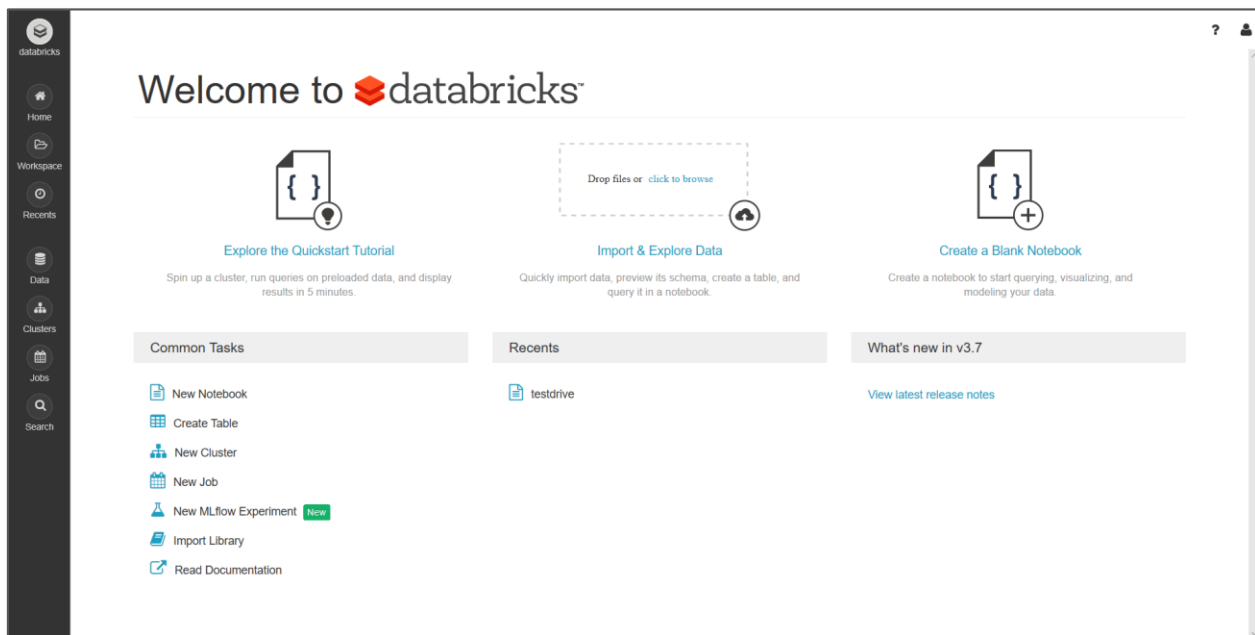 databricks
Home
Workspace
Recents
Data
Clusters
Jobs
Search
?
Welcome to databricks™
{ }
Drop files or click to browse
{ }
Explore the Quickstart Tutorial
Spin up a cluster, run queries on preloaded data, and display
results in 5 minutes.
Import & Explore Data
Quickly import data, preview its schema, create a table, and
query it in a notebook.
Create a Blank Notebook
Create a notebook to start querying, visualizing, and
modeling your data.
Common Tasks
New Notebook
Create Table
New Cluster
New Job
New MLflow Experiment New
Import Library
Read Documentation
Recents
testdrive
What's new in v3.7
View latest release notes